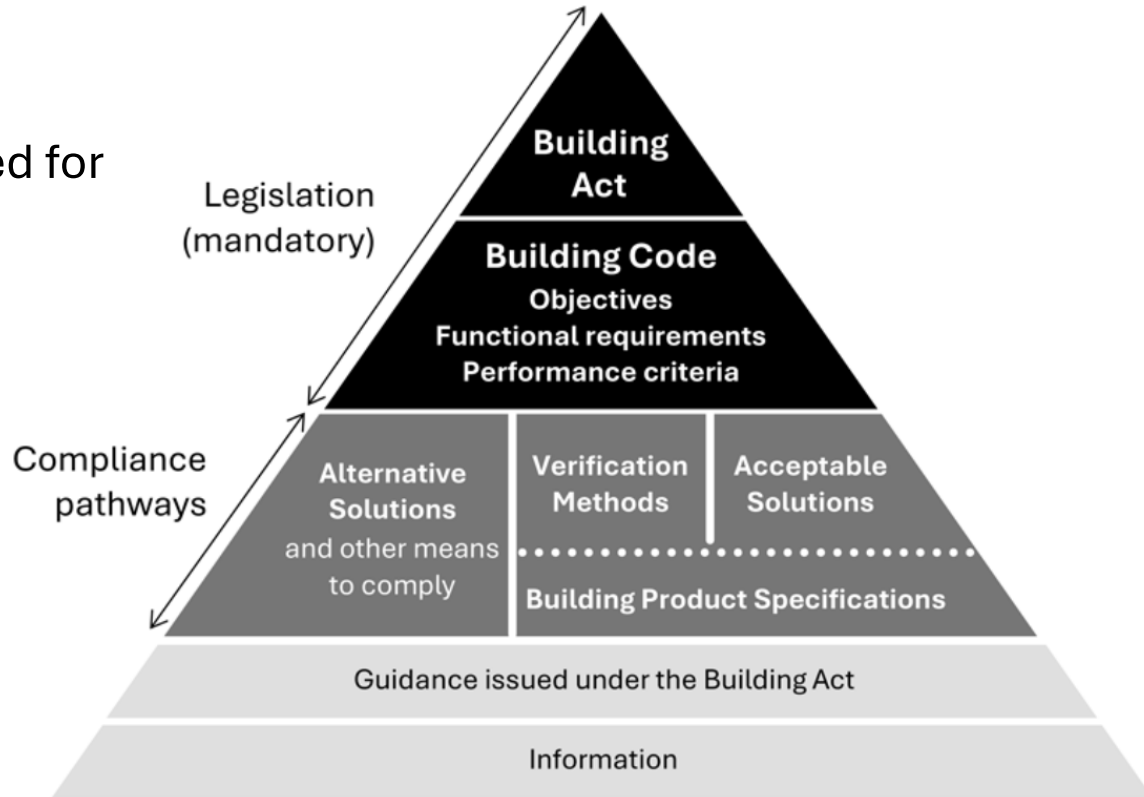 ed for
Legislation
(mandatory)
Building
Act
Building Code
Objectives
Functional requirements
Performance criteria
Compliance
pathways
Alternative
Solutions
and other means
to comply
Verification
Methods
Acceptable
Solutions
Building Product Specifications
Guidance issued under the Building Act
Information